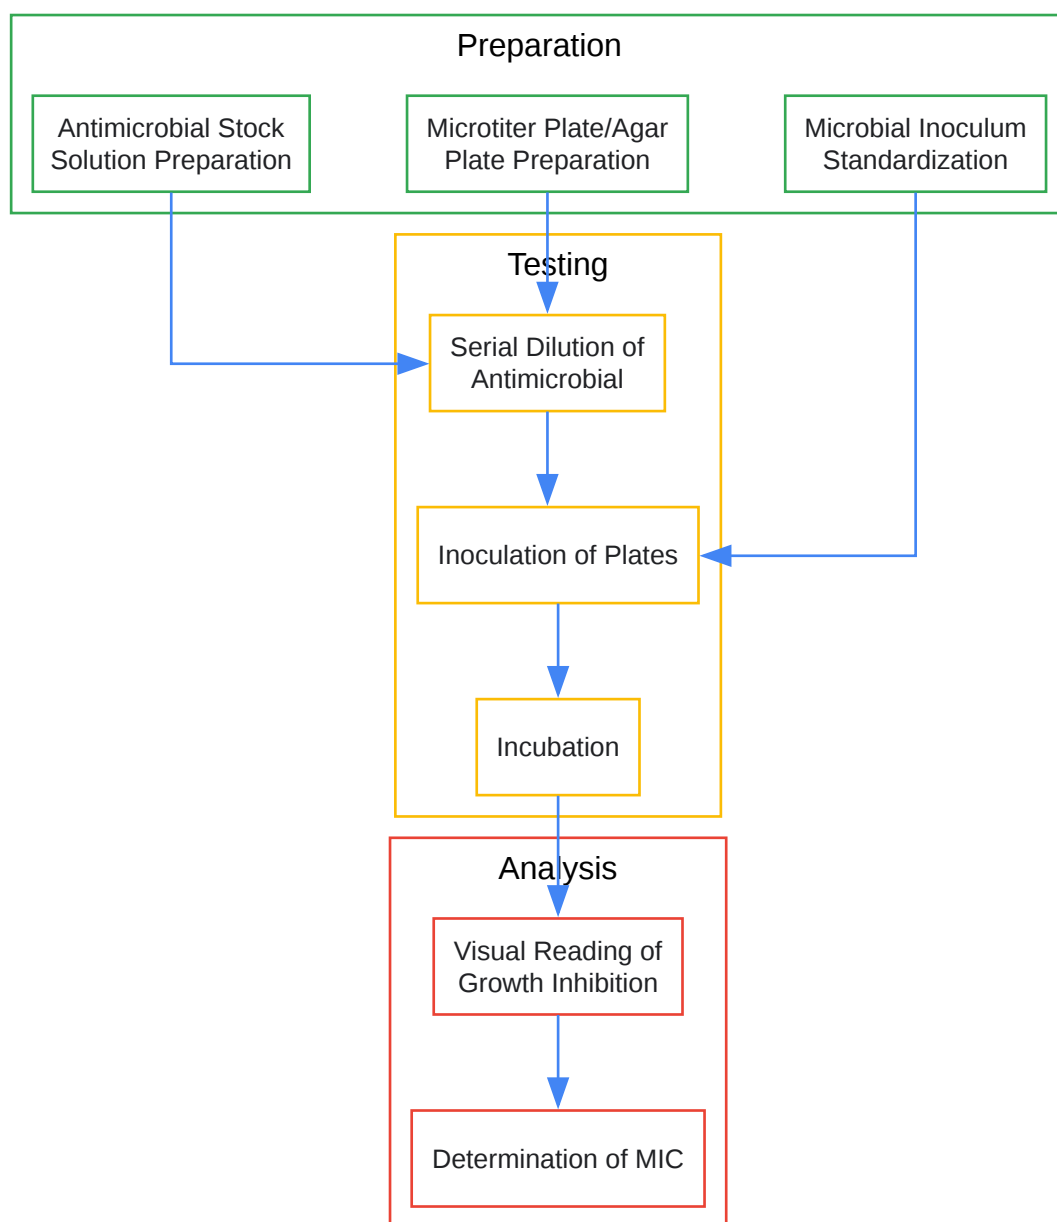 Preparation
Antimicrobial Stock
Solution Preparation
Microtiter Plate/Agar
Plate Preparation
Microbial Inoculum
Standardization
Testing
Serial Dilution of
Antimicrobial
Inoculation of Plates
Incubation
Analysis
Visual Reading of
Growth Inhibition
Determination of MIC